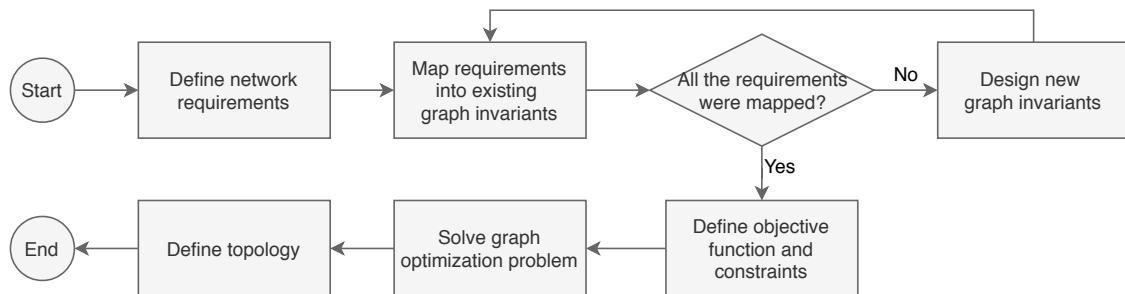 Start
Define network
requirements
Map requirements
into existing
graph invariants
All the requirements
were mapped?
No
Design new
graph invariants
Yes
End
Define topology
Solve graph
optimization problem
Define objective
function and
constraints